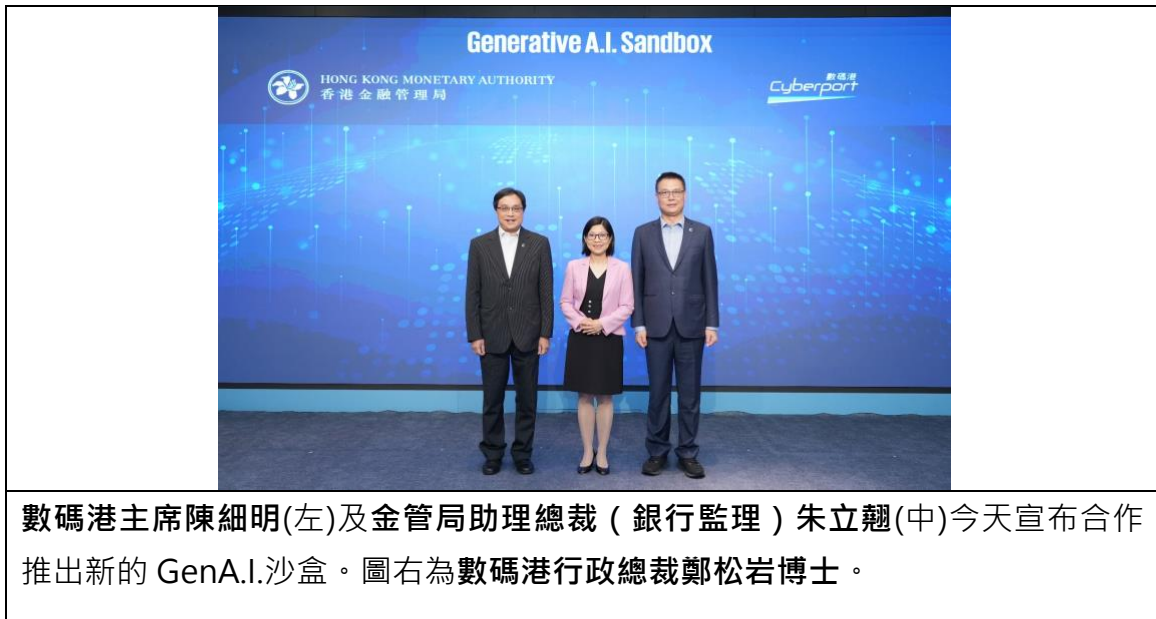 Generative A.I. Sandbox
HONG KONG MONETARY AUTHORITY
香港金融管理局
數碼港
Cyberport
數碼港主席陳細明(左)及金管局助理總裁（銀行監理）朱立翹(中)今天宣布合作
推出新的 GenA.I.沙盒。圖右為數碼港行政總裁鄭松岩博士。